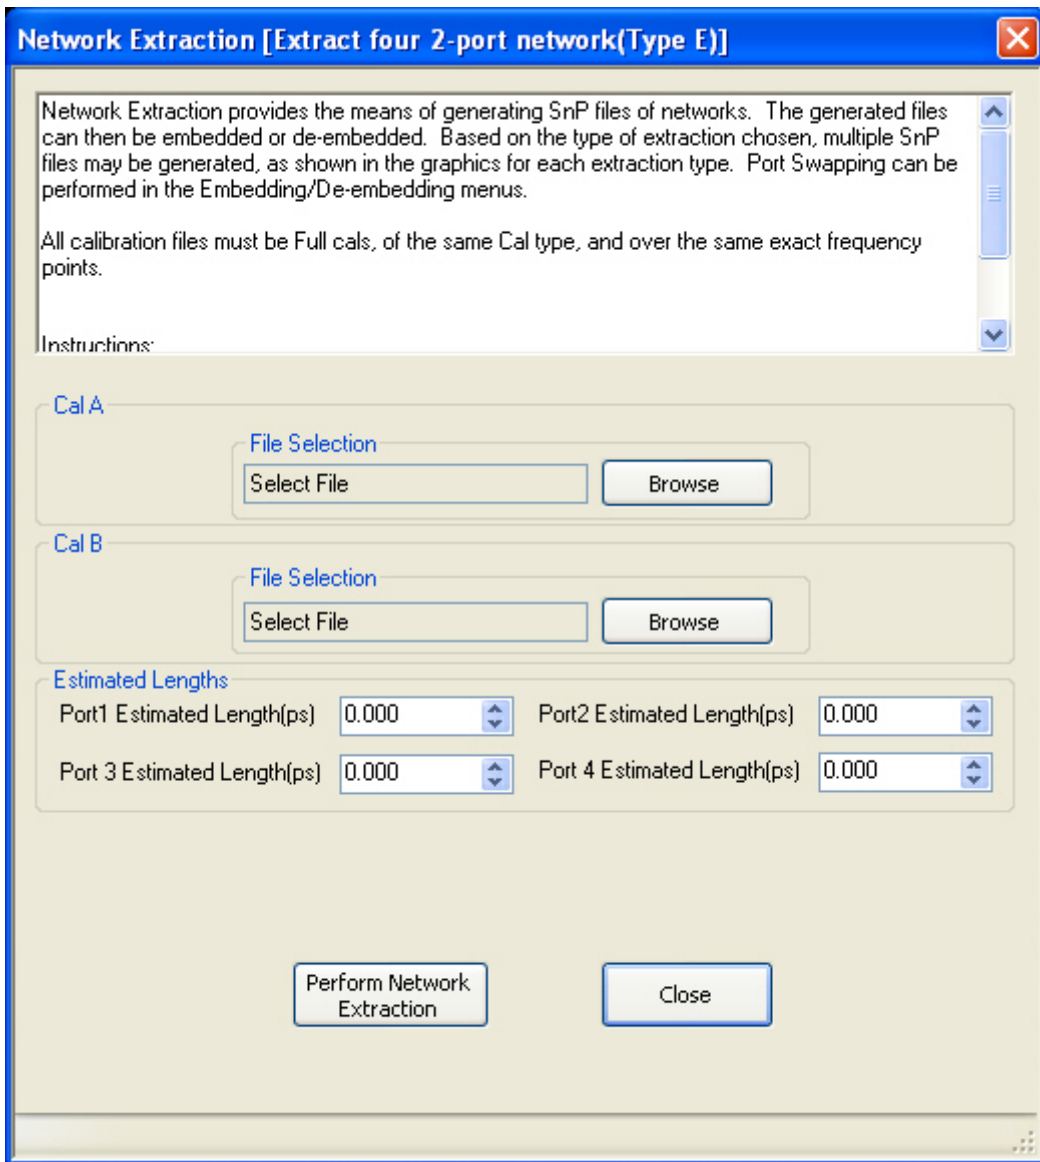 Network Extraction [Extract four 2-port network(Type E)]
Network Extraction provides the means of generating SnP files of networks.  The generated files
can then be embedded or de-embedded.  Based on the type of extraction chosen, multiple SnP
files may be generated, as shown in the graphics for each extraction type.  Port Swapping can be
performed in the Embedding/De-embedding menus.
All calibration files must be Full cals, of the same Cal type, and over the same exact frequency
points.
Instructions:
Cal A
File Selection
Select File
Browse
Cal B
File Selection
Select File
Browse
Estimated Lengths
Port1 Estimated Length(ps) 0.000 Port2 Estimated Length(ps) 0.000
Port 3 Estimated Length(ps) 0.000 Port 4 Estimated Length(ps) 0.000
Perform Network
Extraction
Close